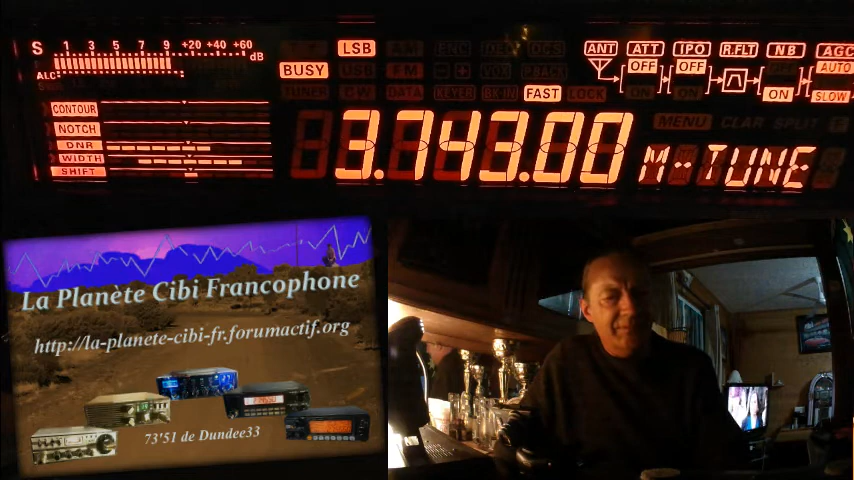 S 1 3 5 7 9 +20 +40 +60 dB
ALC
LSB
BUSY
FAST
ANT ATT IPO R.FLT NB AGC
OFF OFF AUTO
ON SLOW
CONTOUR
NOTCH
DNR
WIDTH
SHIFT
3.743.00 M--TUNE
La Planète Cibi Francophone
http://la-planete-cibi-fr.forumactif.org
73'51 de Dundee33